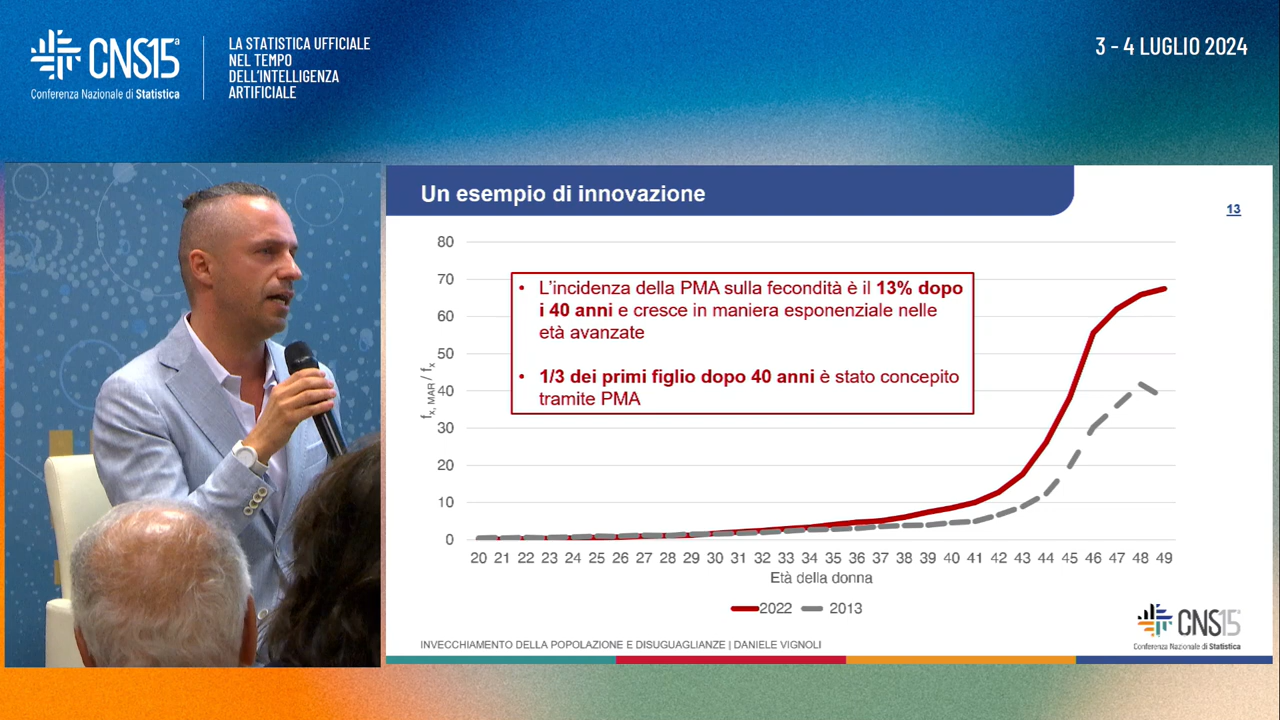 CNS15ª
Conferenza Nazionale di Statistica
LA STATISTICA UFFICIALE
NEL TEMPO
DELL'INTELLIGENZA
ARTIFICIALE
3 - 4 LUGLIO 2024
Un esempio di innovazione
13
80
70
60
50
40
30
20
10
0
fx, MAR / fx
• L'incidenza della PMA sulla fecondità è il 13% dopo
i 40 anni e cresce in maniera esponenziale nelle
età avanzate
• 1/3 dei primi figlio dopo 40 anni è stato concepito
tramite PMA
20 21 22 23 24 25 26 27 28 29 30 31 32 33 34 35 36 37 38 39 40 41 42 43 44 45 46 47 48 49
Età della donna
2022 2013
INVECCHIAMENTO DELLA POPOLAZIONE E DISUGUAGLIANZE | DANIELE VIGNOLI
CNS15ª
Conferenza Nazionale di Statistica